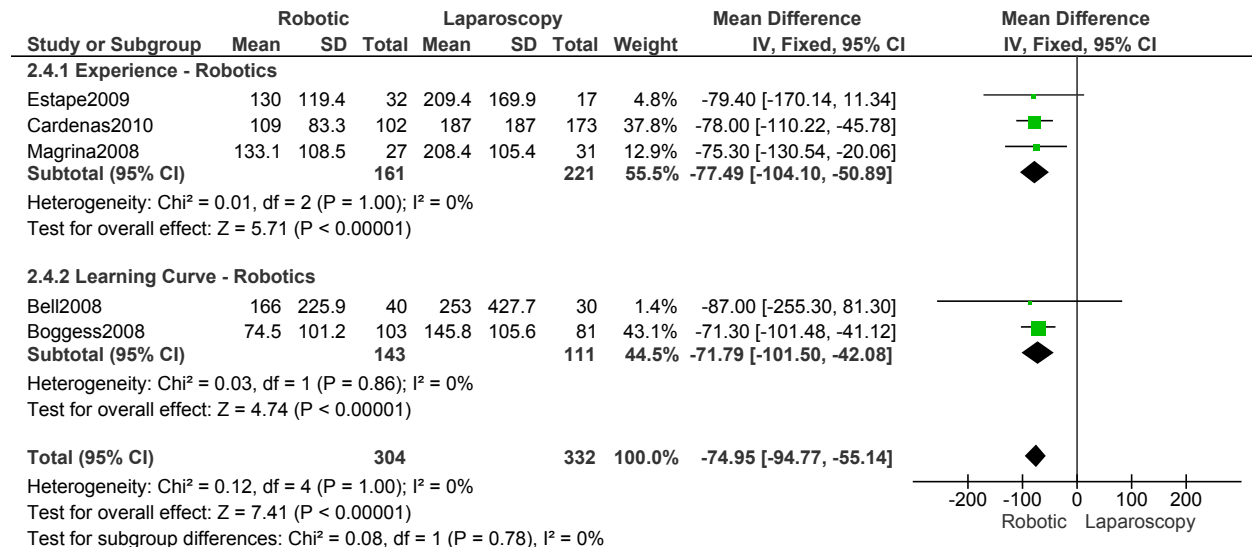 Robotic Laparoscopy Mean Difference Mean Difference
Study or Subgroup Mean SD Total Mean SD Total Weight IV, Fixed, 95% CI IV, Fixed, 95% CI
2.4.1 Experience - Robotics
Estape2009 130 119.4 32 209.4 169.9 17 4.8% -79.40 [-170.14, 11.34]
Cardenas2010 109 83.3 102 187 187 173 37.8% -78.00 [-110.22, -45.78]
Magrina2008 133.1 108.5 27 208.4 105.4 31 12.9% -75.30 [-130.54, -20.06]
Subtotal (95% CI) 161 221 55.5% -77.49 [-104.10, -50.89]
Heterogeneity: Chi² = 0.01, df = 2 (P = 1.00); I² = 0%
Test for overall effect: Z = 5.71 (P < 0.00001)
2.4.2 Learning Curve - Robotics
Bell2008 166 225.9 40 253 427.7 30 1.4% -87.00 [-255.30, 81.30]
Boggess2008 74.5 101.2 103 145.8 105.6 81 43.1% -71.30 [-101.48, -41.12]
Subtotal (95% CI) 143 111 44.5% -71.79 [-101.50, -42.08]
Heterogeneity: Chi² = 0.03, df = 1 (P = 0.86); I² = 0%
Test for overall effect: Z = 4.74 (P < 0.00001)
Total (95% CI) 304 332 100.0% -74.95 [-94.77, -55.14]
Heterogeneity: Chi² = 0.12, df = 4 (P = 1.00); I² = 0%
Test for overall effect: Z = 7.41 (P < 0.00001)
Test for subgroup differences: Chi² = 0.08, df = 1 (P = 0.78), I² = 0%
-200 -100 0 100 200
Robotic Laparoscopy